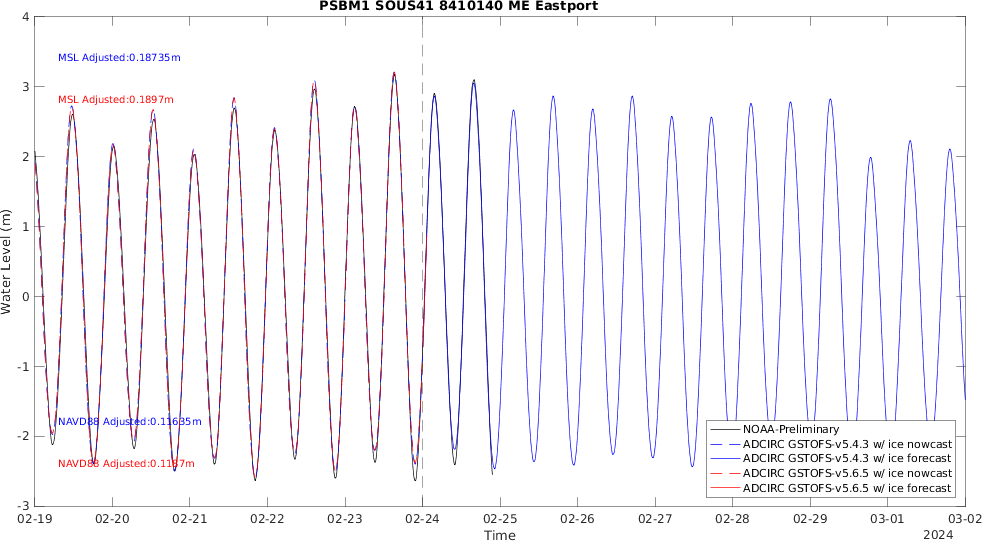 PSBM1 SOUS41 8410140 ME Eastport
4
3
2
1
0
-1
-2
-3
Water Level (m)
MSL Adjusted:0.18735m
MSL Adjusted:0.1897m
NAVD88 Adjusted:0.11635m
NAVD88 Adjusted:0.1187m
NOAA-Preliminary
ADCIRC GSTOFS-v5.4.3 w/ ice nowcast
ADCIRC GSTOFS-v5.4.3 w/ ice forecast
ADCIRC GSTOFS-v5.6.5 w/ ice nowcast
ADCIRC GSTOFS-v5.6.5 w/ ice forecast
02-19 02-20 02-21 02-22 02-23 02-24 02-25 02-26 02-27 02-28 02-29 03-01 03-02
Time
2024